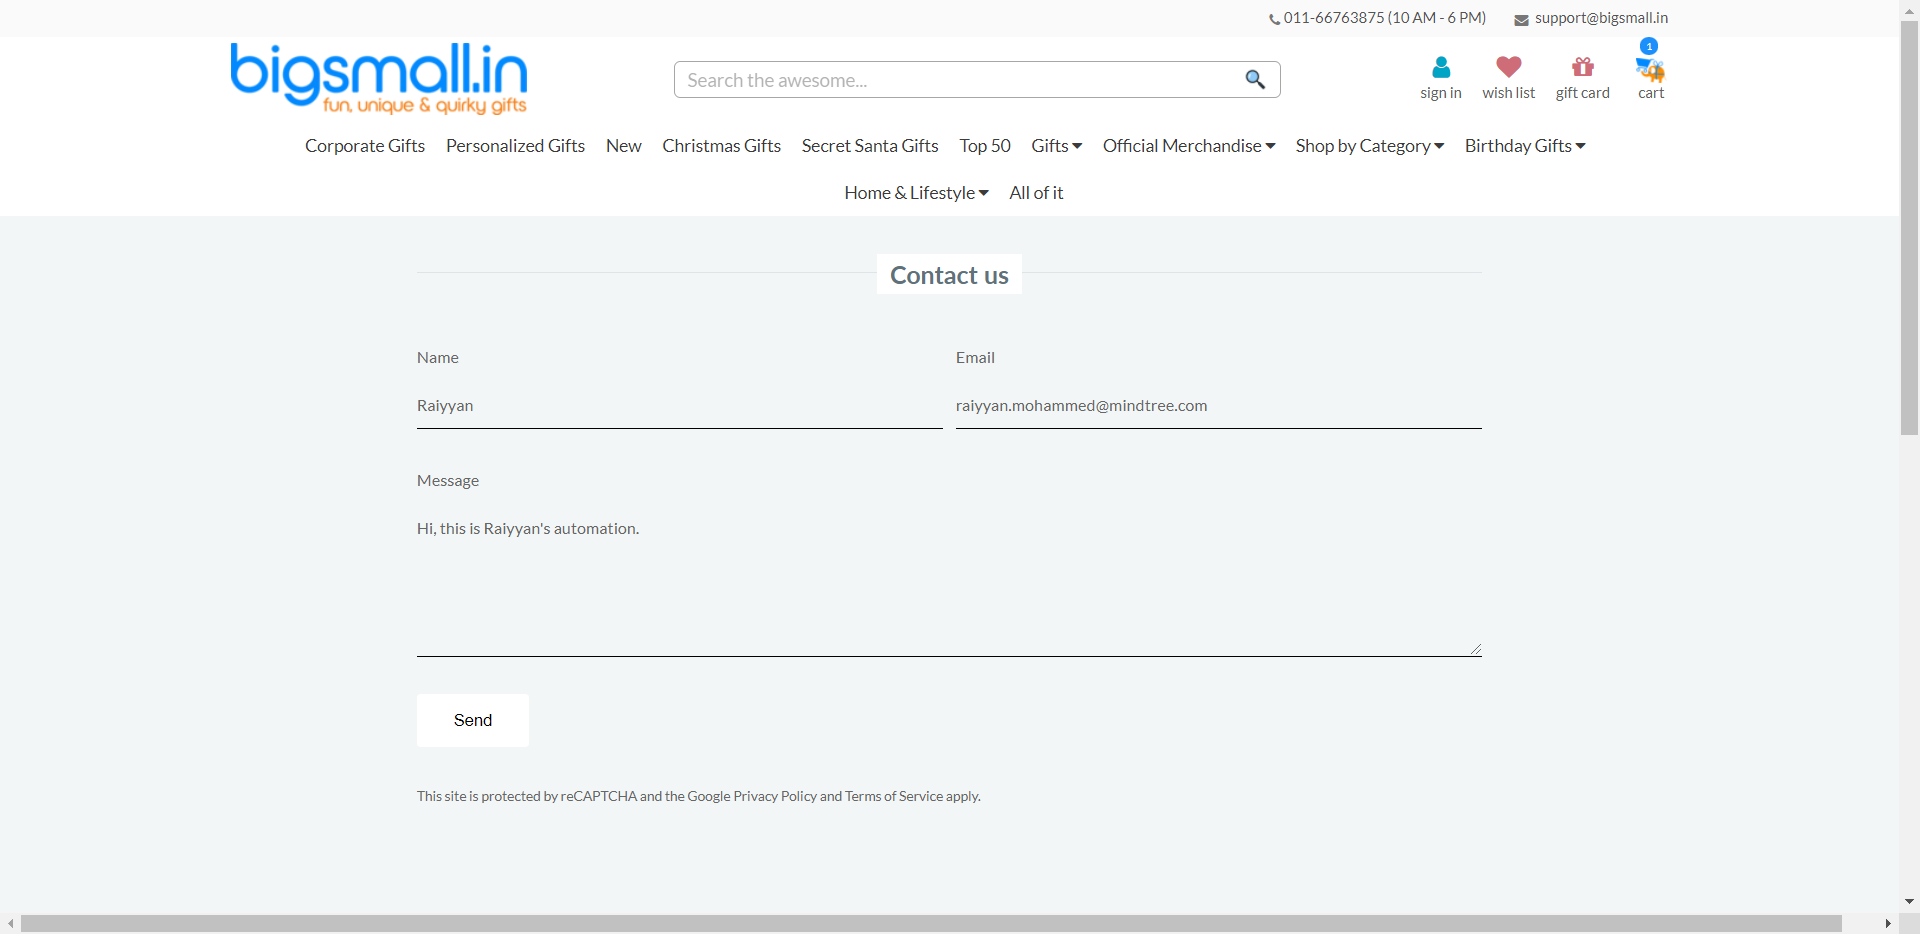 011-66763875 (10 AM - 6 PM) support@bigsmall.in
bigsmall.in
fun, unique & quirky gifts
Search the awesome...
1
sign in wish list gift card cart
Corporate Gifts Personalized Gifts New Christmas Gifts Secret Santa Gifts Top 50 Gifts Official Merchandise Shop by Category Birthday Gifts
Home & Lifestyle All of it
Contact us
Name Email
Raiyyan raiyyan.mohammed@mindtree.com
Message
Hi, this is Raiyyan's automation.
Send
This site is protected by reCAPTCHA and the Google Privacy Policy and Terms of Service apply.